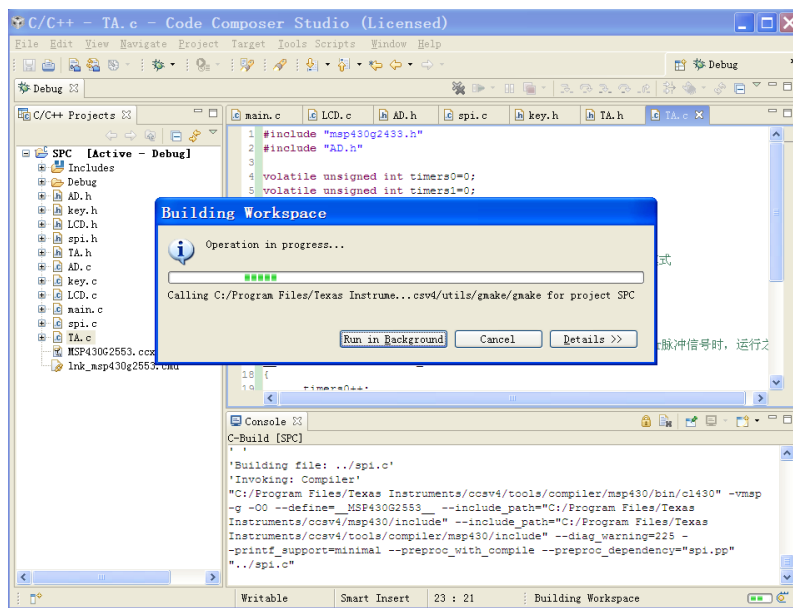 C/C++ - TA.c - Code Composer Studio (Licensed)
File Edit View Navigate Project Target Tools Scripts Window Help
Debug
Debug
C/C++ Projects
main.c LCD.c AD.h spi.c key.h TA.h TA.c
SPC [Active - Debug]
Includes
Debug
AD.h
key.h
LCD.h
spi.h
TA.h
AD.c
key.c
LCD.c
main.c
spi.c
TA.c
MSP430G2553.ccx
lnk_msp430g2553.cmd
1 #include "msp430g2433.h"
2 #include "AD.h"
3
4 volatile unsigned int timers0=0;
5 volatile unsigned int timers1=0;
式
脉冲信号时，运行之
18 {
19 timers0++;
Building Workspace
Operation in progress...
Calling C:/Program Files/Texas Instrume...csv4/utils/gmake/gmake for project SPC
Run in Background Cancel Details >>
Console
C-Build [SPC]
' '
'Building file: ../spi.c'
'Invoking: Compiler'
"C:/Program Files/Texas Instruments/ccsv4/tools/compiler/msp430/bin/cl430" -vmsp
-g -O0 --define=__MSP430G2553__ --include_path="C:/Program Files/Texas
Instruments/ccsv4/msp430/include" --include_path="C:/Program Files/Texas
Instruments/ccsv4/tools/compiler/msp430/include" --diag_warning=225 -
-printf_support=minimal --preproc_with_compile --preproc_dependency="spi.pp"
"../spi.c"
Writable Smart Insert 23 : 21 Building Workspace